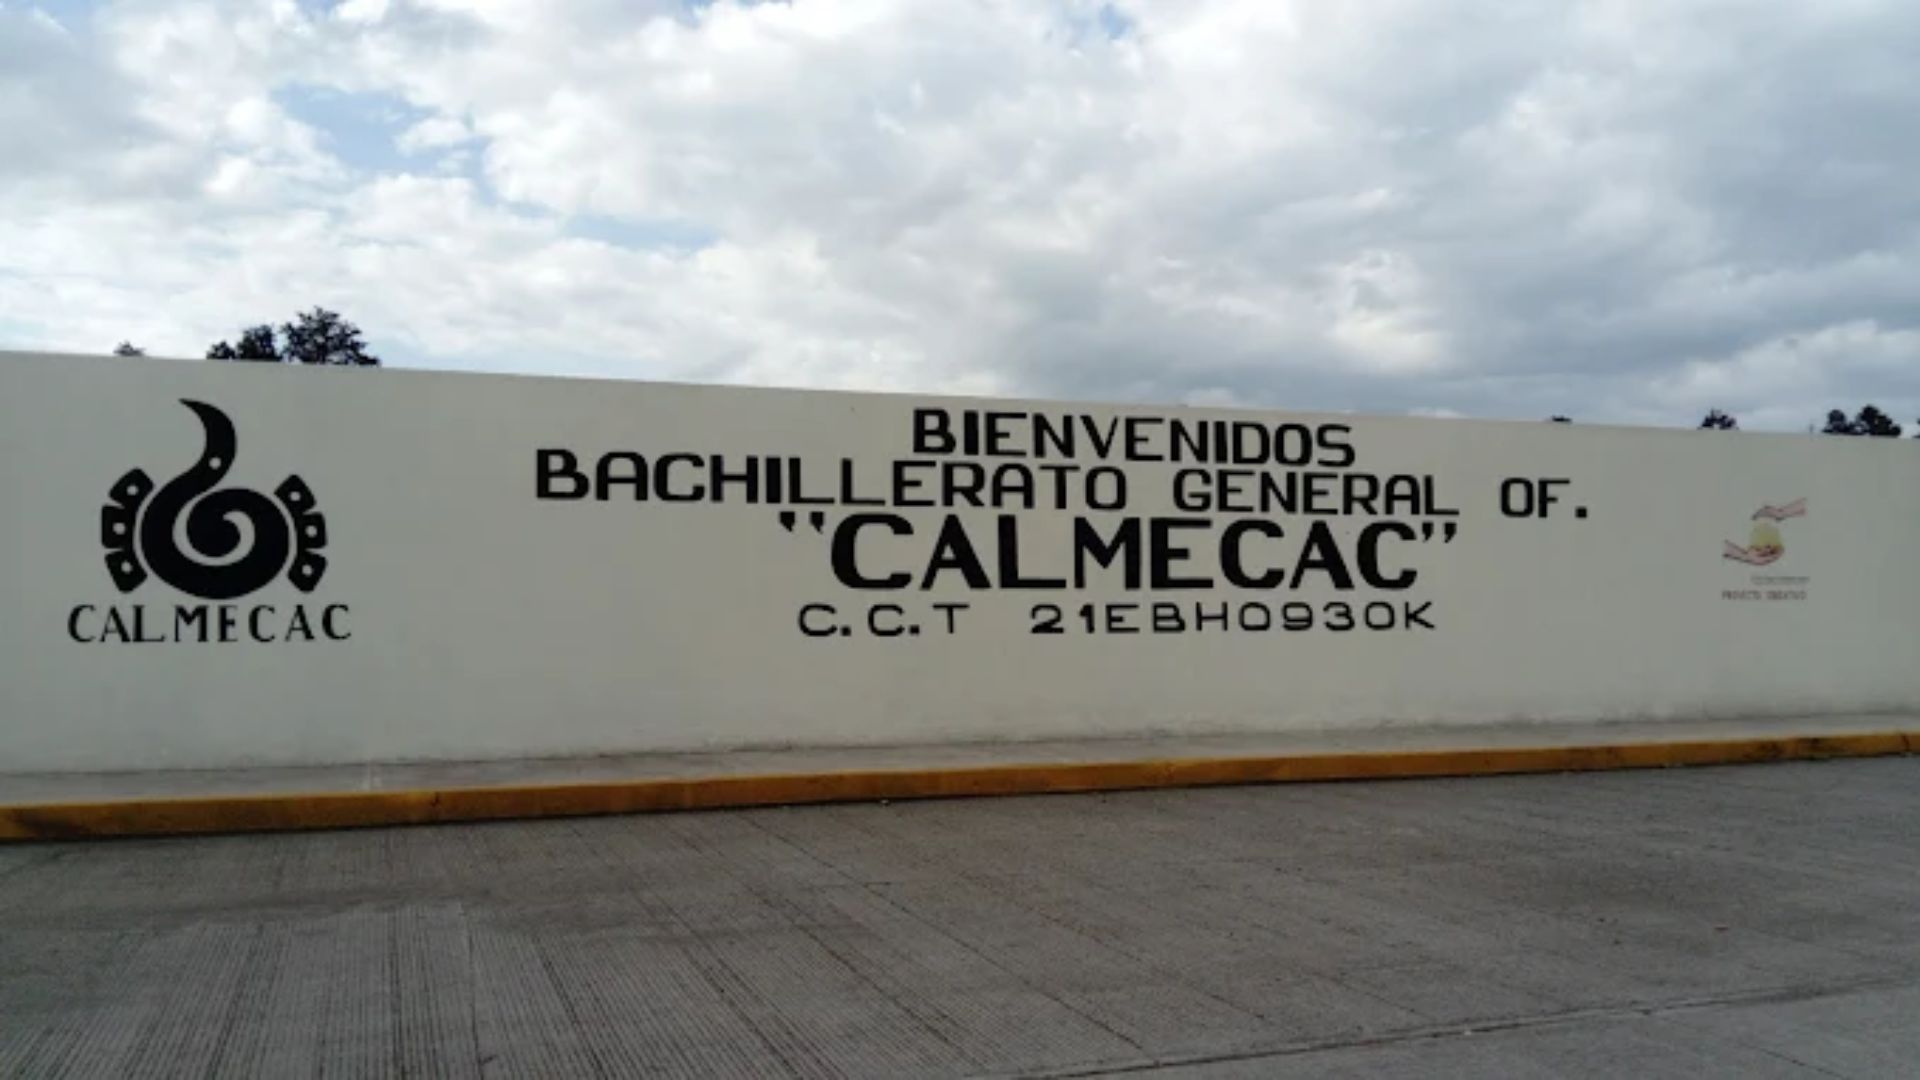 CALMECAC
BIENVENIDOS
BACHILLERATO GENERAL OF.
"CALMECAC"
C.C.T 21EBH0930K